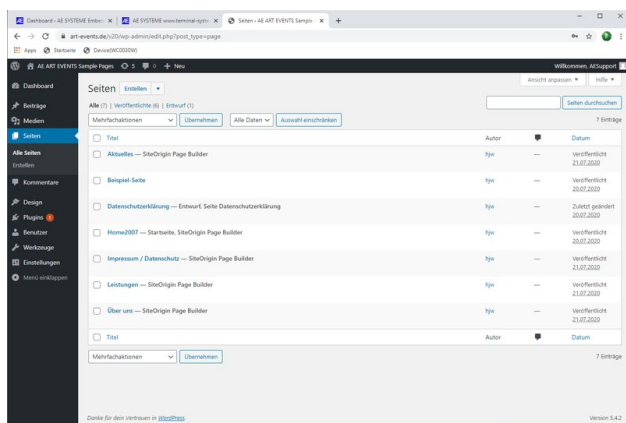 Dashboard ‹ AE SYSTEME Embed
AE SYSTEME www.terminal-syst
Seiten ‹ AE ART EVENTS Sample
art-events.de/v20/wp-admin/edit.php?post_type=page
Apps Startseite Device(WC0030W)
AE ART EVENTS Sample Pages 5 0 + Neu Willkommen, AESupport
Ansicht anpassen Hilfe
Dashboard
Beiträge
Medien
Seiten
Alle Seiten
Erstellen
Kommentare
Design
Plugins 1
Benutzer
Werkzeuge
Einstellungen
Menü einklappen
Seiten Erstellen
Alle (7) | Veröffentlichte (6) | Entwurf (1)
Seiten durchsuchen
Mehrfachaktionen Übernehmen Alle Daten Auswahl einschränken 7 Einträge
Titel Autor Datum
Aktuelles — SiteOrigin Page Builder hjw — Veröffentlicht
21.07.2020
Beispiel-Seite hjw — Veröffentlicht
20.07.2020
Datenschutzerklärung — Entwurf, Seite Datenschutzerklärung hjw — Zuletzt geändert
20.07.2020
Home2007 — Startseite, SiteOrigin Page Builder hjw — Veröffentlicht
20.07.2020
Impressum / Datenschutz — SiteOrigin Page Builder hjw — Veröffentlicht
21.07.2020
Leistungen — SiteOrigin Page Builder hjw — Veröffentlicht
21.07.2020
Über uns — SiteOrigin Page Builder hjw — Veröffentlicht
21.07.2020
Titel Autor Datum
Mehrfachaktionen Übernehmen 7 Einträge
Danke für dein Vertrauen in WordPress. Version 5.4.2